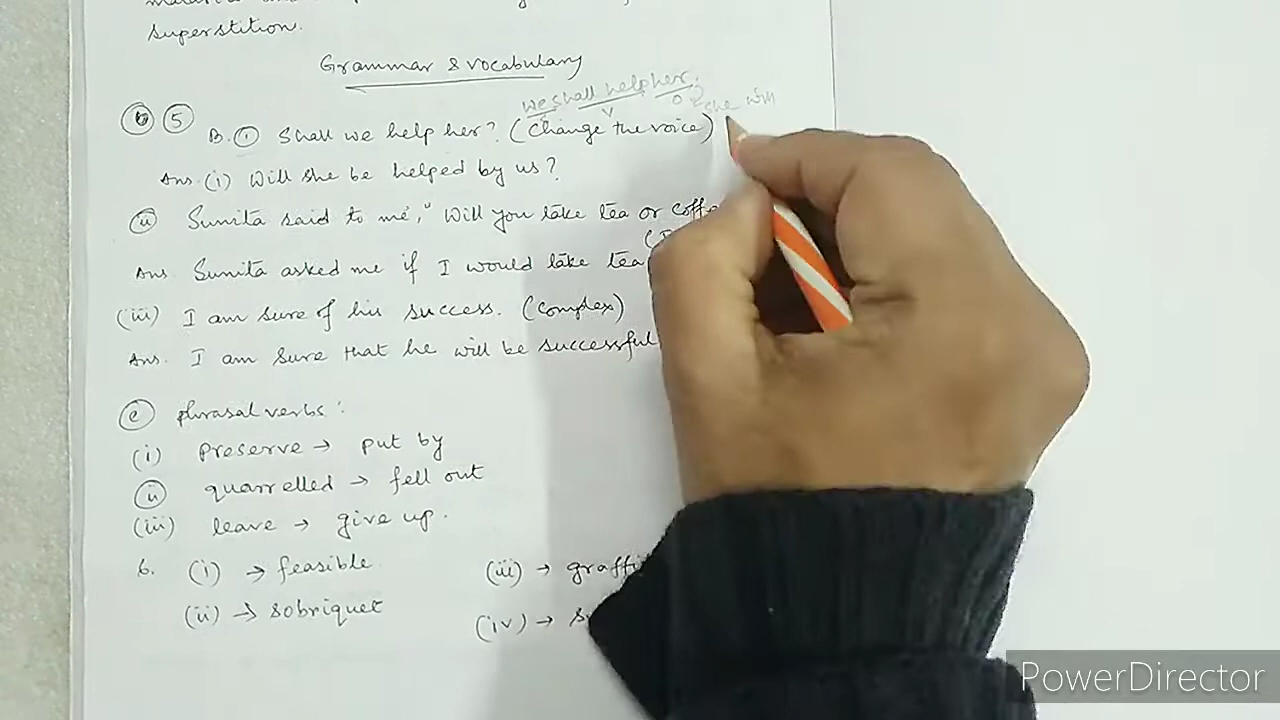 superstition.
Grammar & vocabulary
we shall help her.
S V O she will
5 B. (i) Shall we help her? (change the voice)
Ans. (i) Will she be helped by us?
(ii) Sunita said to me, "Will you take tea or
Ans. Sunita asked me if I would take tea
(iii) I am sure of his success. (complex)
Ans. I am sure that he will be successful
(c) phrasal verbs:
(i) preserve → put by
(ii) quarrelled → fell out
(iii) leave → give up.
6. (i) → feasible (iii) →
(ii) → sobriquet (iv) →
PowerDirector